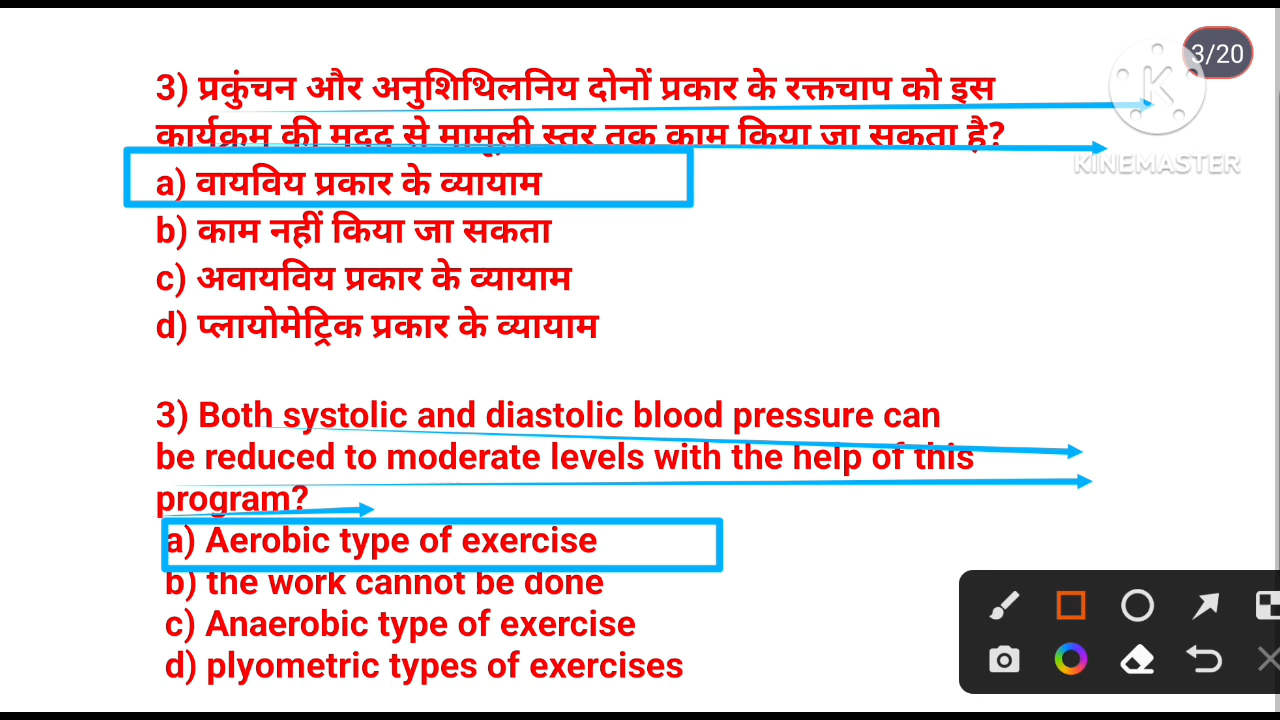 3/20
3) प्रकुंचन और अनुशिथिलनिय दोनों प्रकार के रक्तचाप को इस
कार्यक्रम की मदद से मामूली स्तर तक काम किया जा सकता है?
KINEMASTER
a) वायविय प्रकार के व्यायाम
b) काम नहीं किया जा सकता
c) अवायविय प्रकार के व्यायाम
d) प्लायोमेट्रिक प्रकार के व्यायाम
3) Both systolic and diastolic blood pressure can
be reduced to moderate levels with the help of this
program?
a) Aerobic type of exercise
b) the work cannot be done
c) Anaerobic type of exercise
d) plyometric types of exercises